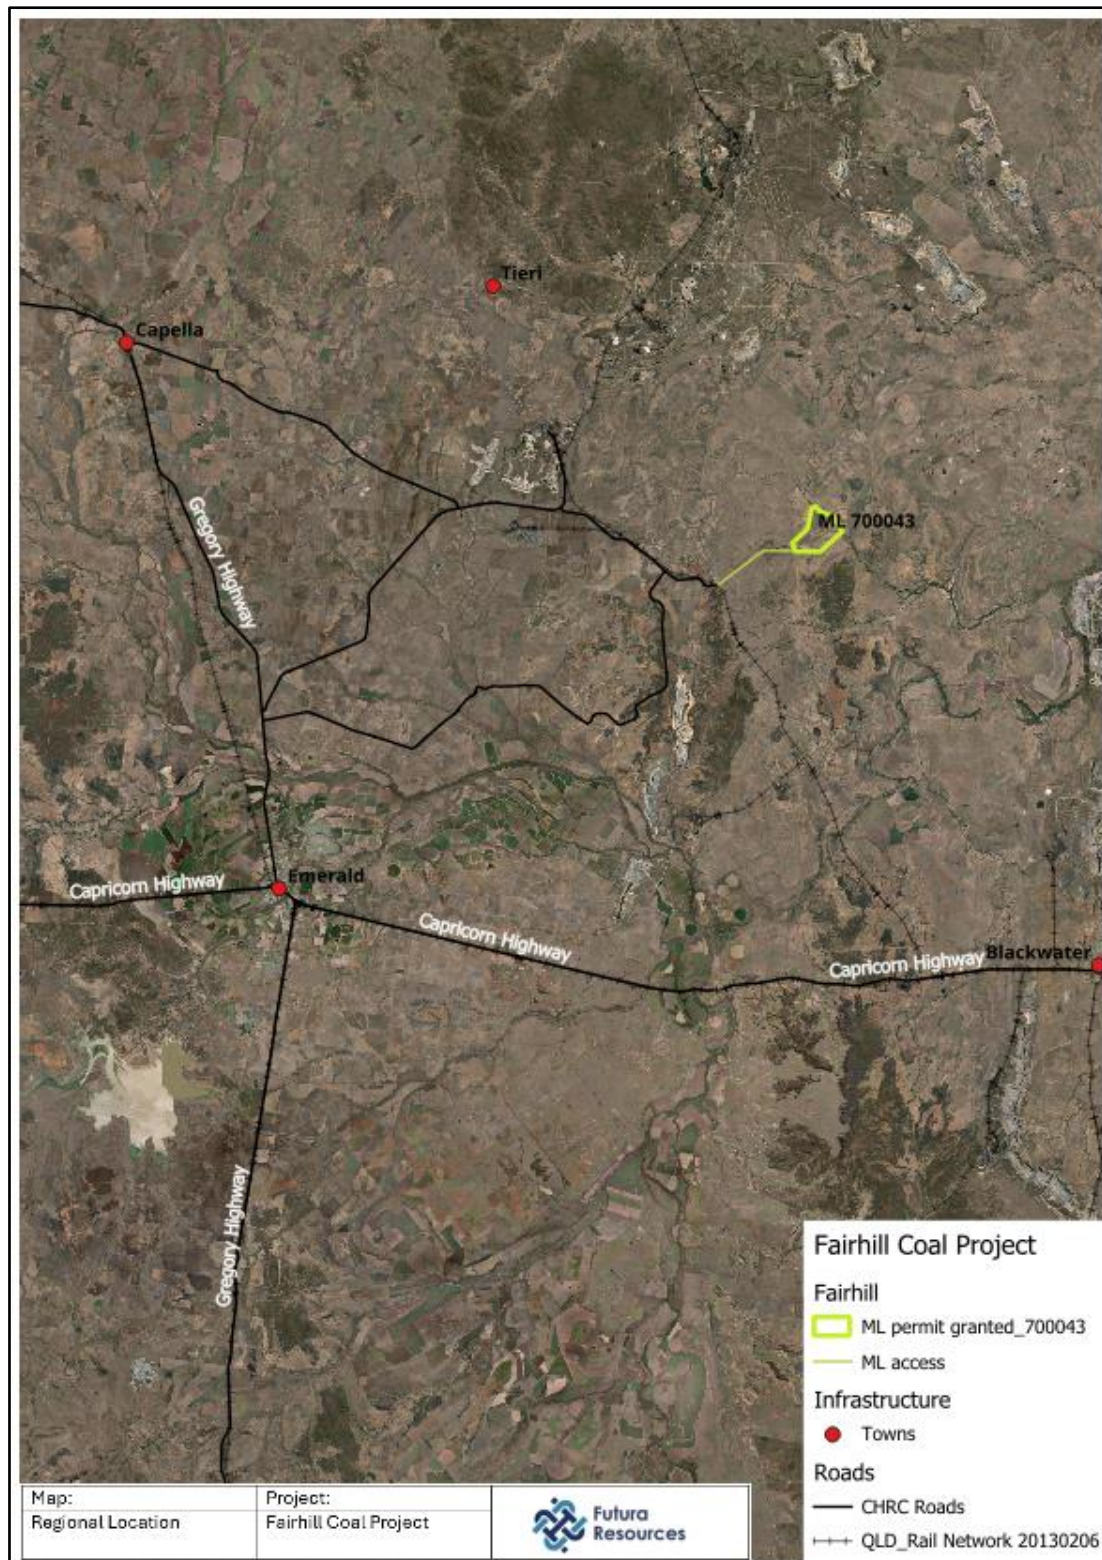 Tieri
Capella
ML 700043
Gregory Highway
Emerald
Capricorn Highway
Capricorn Highway
Blackwater
Capricorn Highway
Gregory Highway
Fairhill Coal Project
Fairhill
ML permit granted_700043
ML access
Infrastructure
Towns
Roads
CHRC Roads
QLD_Rail Network 20130206
Map:
Regional Location
Project:
Fairhill Coal Project
Futura
Resources